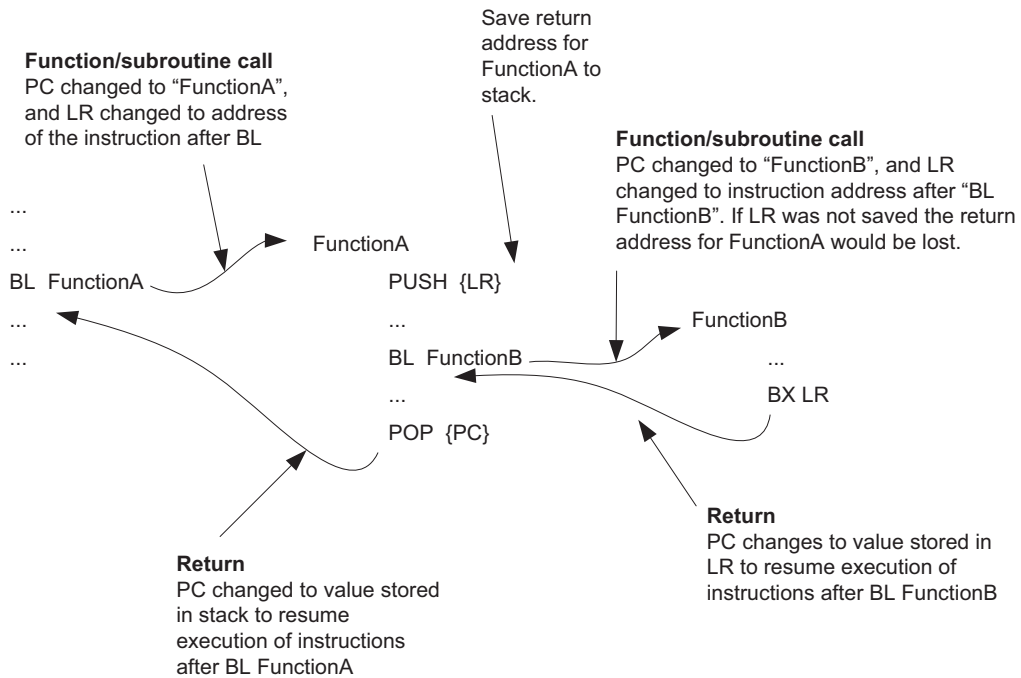 Save return
address for
FunctionA to
stack.
Function/subroutine call
PC changed to “FunctionA”,
and LR changed to address
of the instruction after BL
Function/subroutine call
PC changed to “FunctionB”, and LR
changed to instruction address after “BL
FunctionB”. If LR was not saved the return
address for FunctionA would be lost.
...
...
BL FunctionA
...
...
FunctionA
PUSH {LR}
...
BL FunctionB
...
POP {PC}
FunctionB
...
BX LR
Return
PC changed to value stored
in stack to resume
execution of instructions
after BL FunctionA
Return
PC changes to value stored in
LR to resume execution of
instructions after BL FunctionB